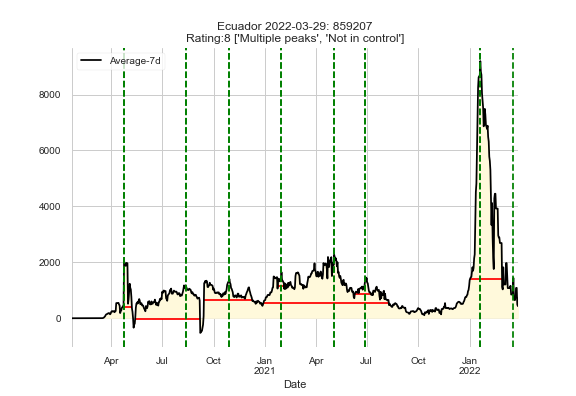 Ecuador 2022-03-29: 859207
Rating:8 ['Multiple peaks', 'Not in control']
Average-7d
8000
6000
4000
2000
0
Apr Jul Oct Jan Apr Jul Oct Jan
2021 2022
Date